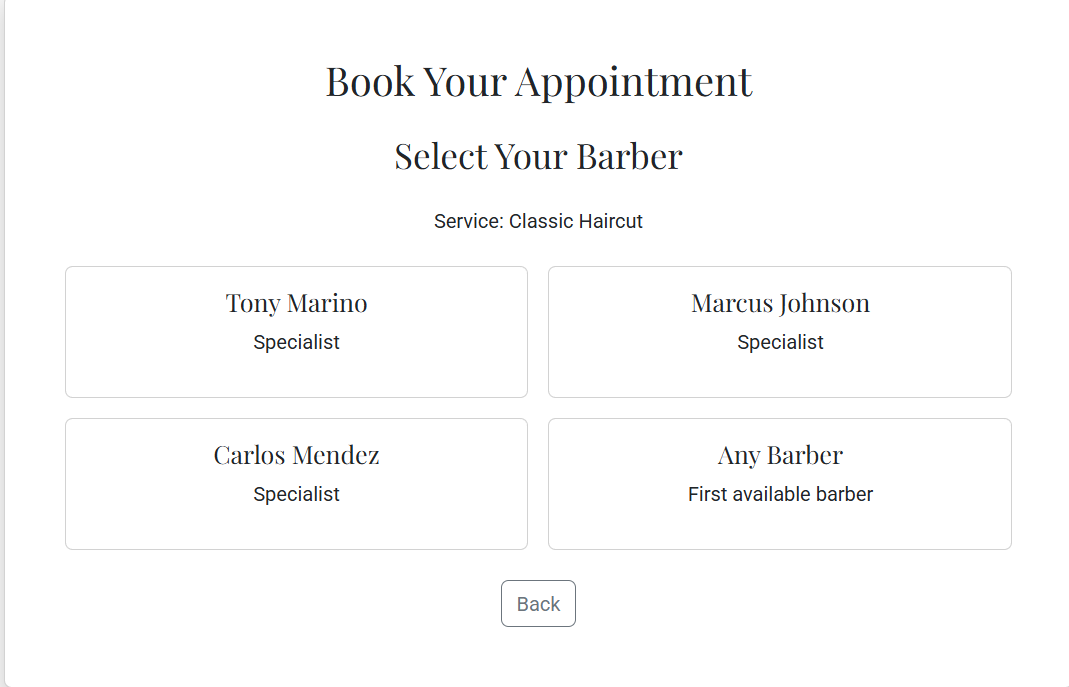 Book Your Appointment
Select Your Barber
Service: Classic Haircut
Tony Marino
Specialist
Marcus Johnson
Specialist
Carlos Mendez
Specialist
Any Barber
First available barber
Back